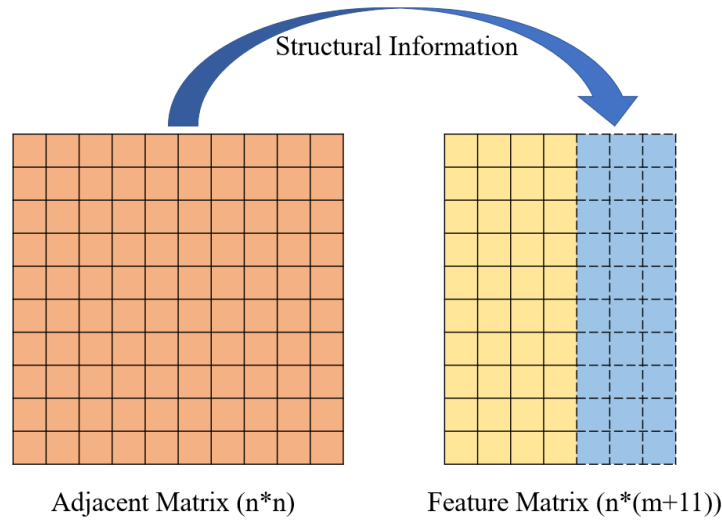 Structural Information
Adjacent Matrix (n*n)
Feature Matrix (n*(m+11))